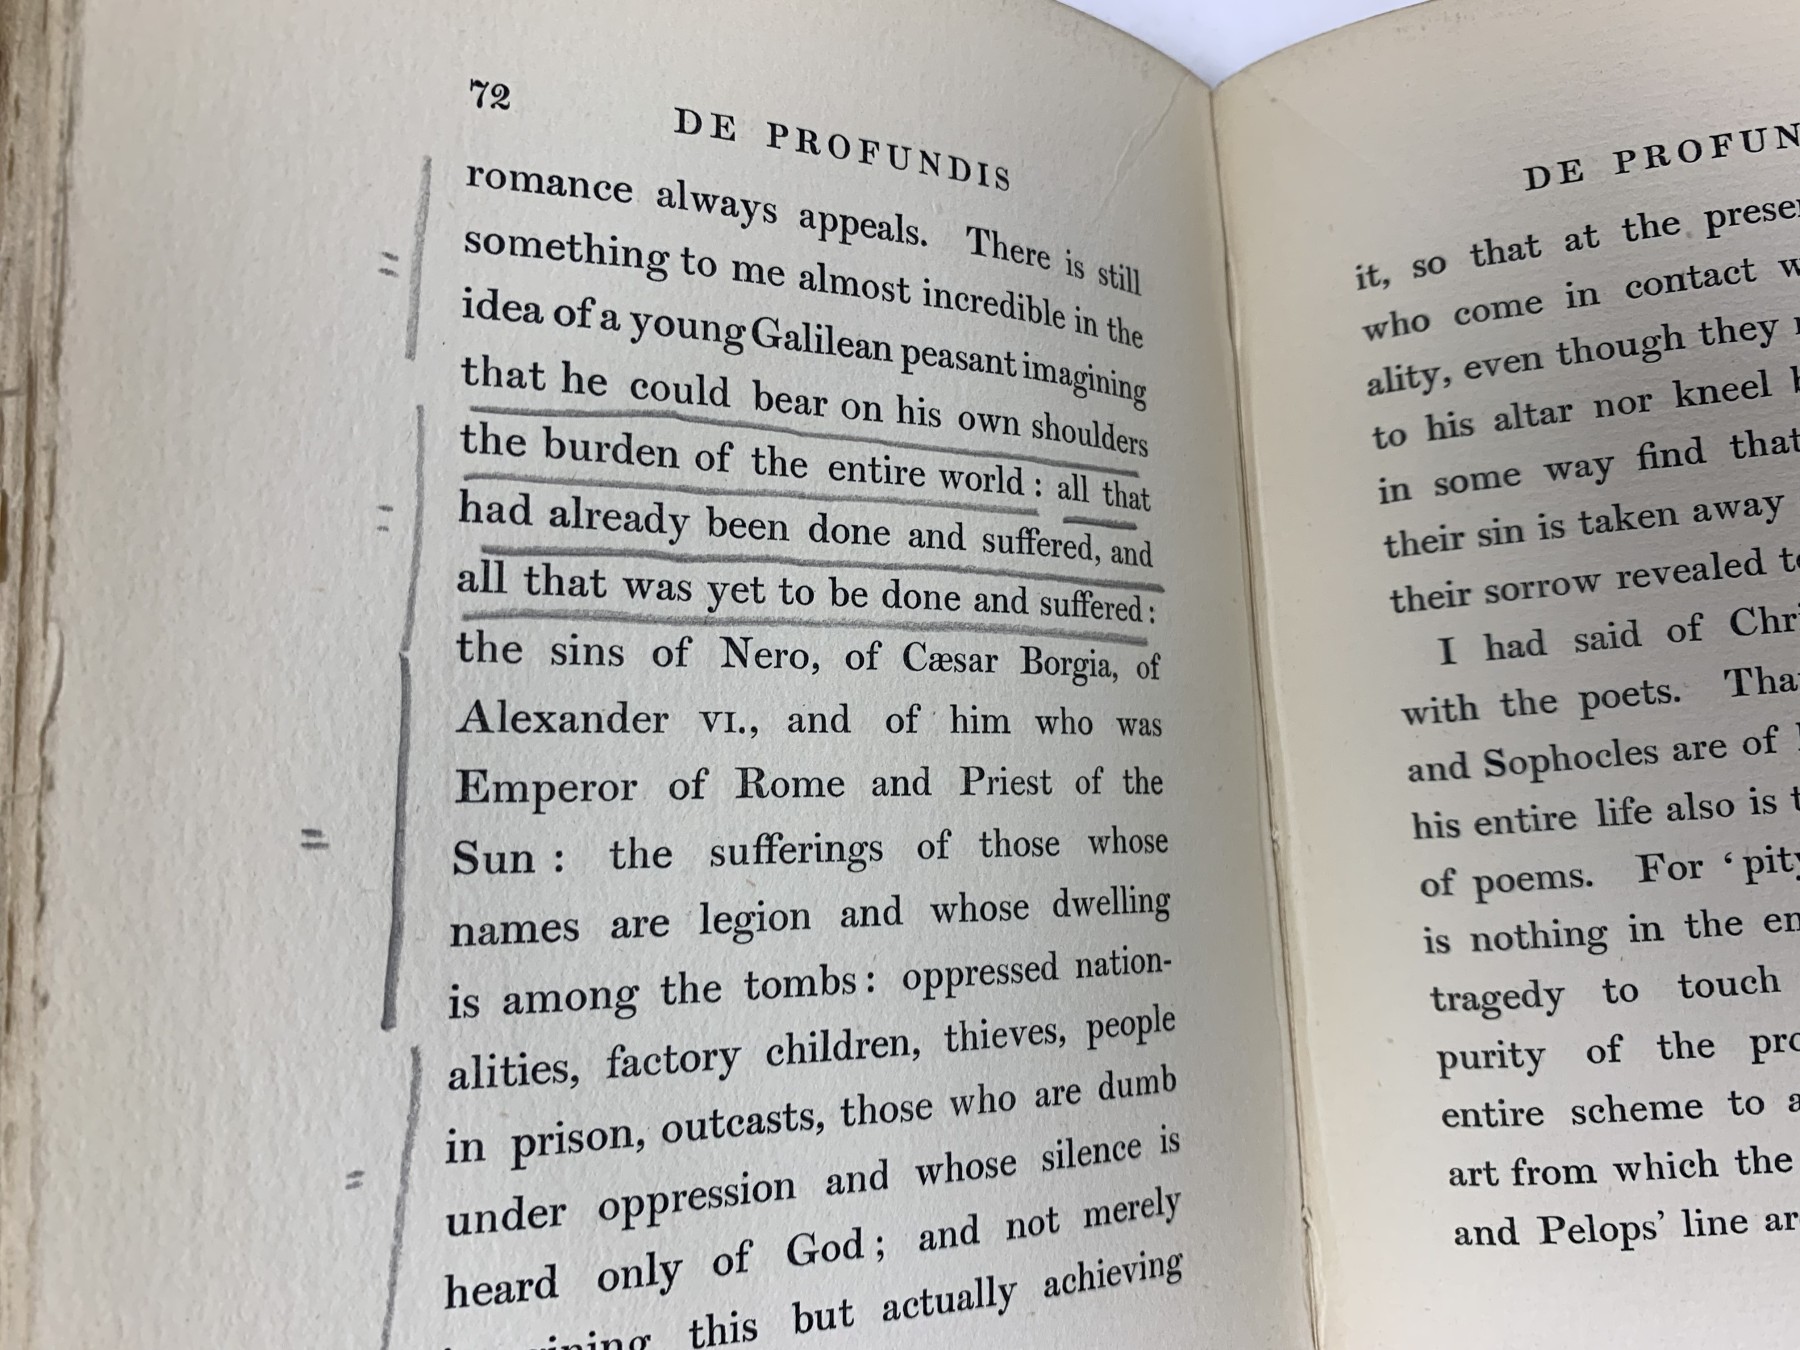 72
DE PROFUNDIS
romance always appeals. There is still
something to me almost incredible in the
idea of a young Galilean peasant imagining
that he could bear on his own shoulders
the burden of the entire world : all that
had already been done and suffered, and
all that was yet to be done and suffered :
the sins of Nero, of Cæsar Borgia, of
Alexander VI., and of him who was
Emperor of Rome and Priest of the
Sun : the sufferings of those whose
names are legion and whose dwelling
is among the tombs : oppressed nation-
alities, factory children, thieves, people
in prison, outcasts, those who are dumb
under oppression and whose silence is
heard only of God ; and not merely
this but actually achieving
DE PROFUN
it, so that at the
who come in contact
ality, even though they
to his altar nor kneel
in some way find that
their sin is taken away
their sorrow revealed
I had said of
with the poets.
and Sophocles are of
his entire life also is
of poems. For ‘
is nothing in the
tragedy to touch
purity of the
entire scheme to
art from which the
and Pelops’ line